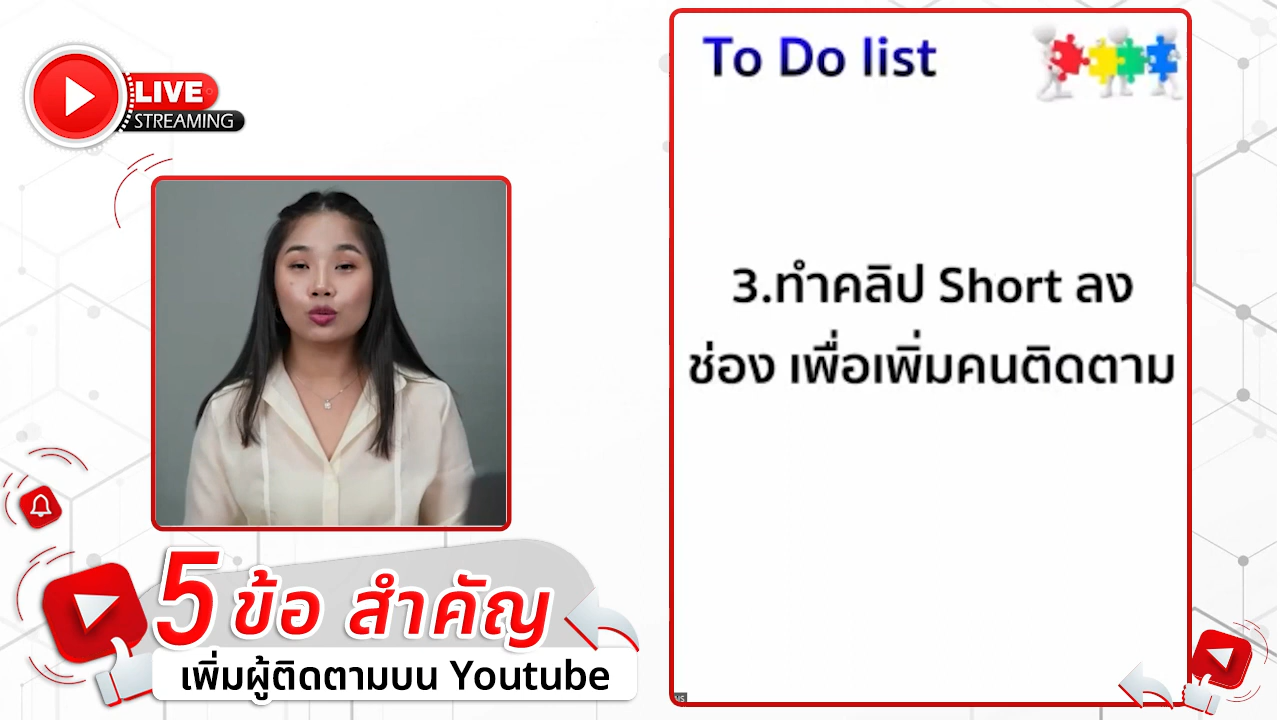 LIVE
STREAMING
To Do list
3.ทำคลิป Short ลง
ช่อง เพื่อเพิ่มคนติดตาม
5 ข้อ สำคัญ
เพิ่มผู้ติดตามบน Youtube